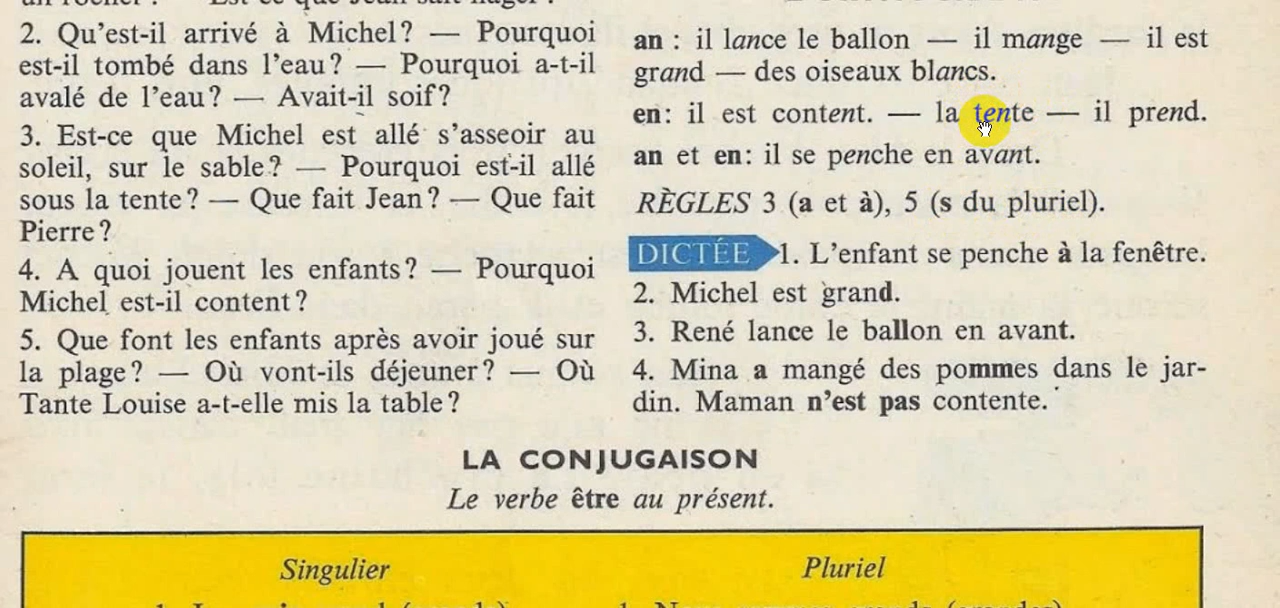 2. Qu'est-il arrivé à Michel? — Pourquoi
est-il tombé dans l'eau? — Pourquoi a-t-il
avalé de l'eau? — Avait-il soif?
3. Est-ce que Michel est allé s'asseoir au
soleil, sur le sable? — Pourquoi est-il allé
sous la tente? — Que fait Jean? — Que fait
Pierre?
4. A quoi jouent les enfants? — Pourquoi
Michel est-il content?
5. Que font les enfants après avoir joué sur
la plage? — Où vont-ils déjeuner? — Où
Tante Louise a-t-elle mis la table?
an : il lance le ballon — il mange — il est
grand — des oiseaux blancs.
en: il est content. — la tente — il prend.
an et en: il se penche en avant.
RÈGLES 3 (a et à), 5 (s du pluriel).
DICTÉE 1. L'enfant se penche à la fenêtre.
2. Michel est grand.
3. René lance le ballon en avant.
4. Mina a mangé des pommes dans le jar-
din. Maman n'est pas contente.
LA CONJUGAISON
Le verbe être au présent.
Singulier
Pluriel